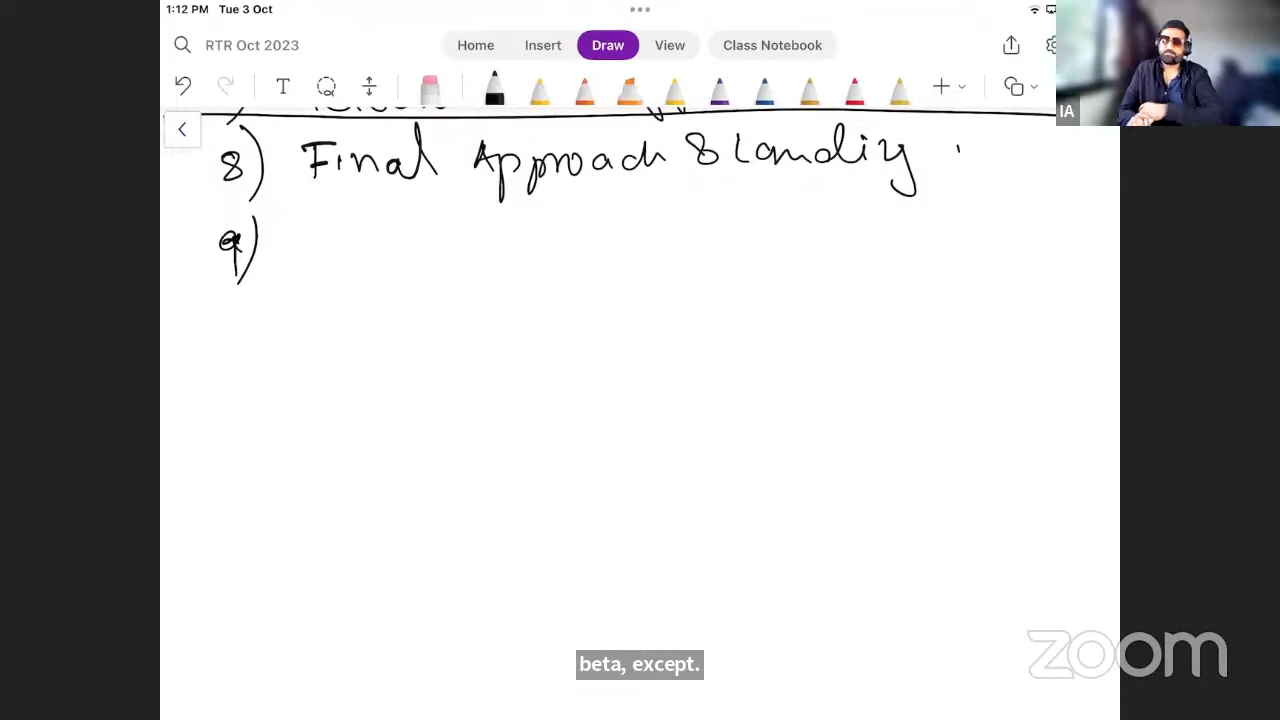 1:12 PM Tue 3 Oct
RTR Oct 2023
Home Insert Draw View Class Notebook
T
IA
8) Final Approach & Landing
9)
beta, except.
zoom